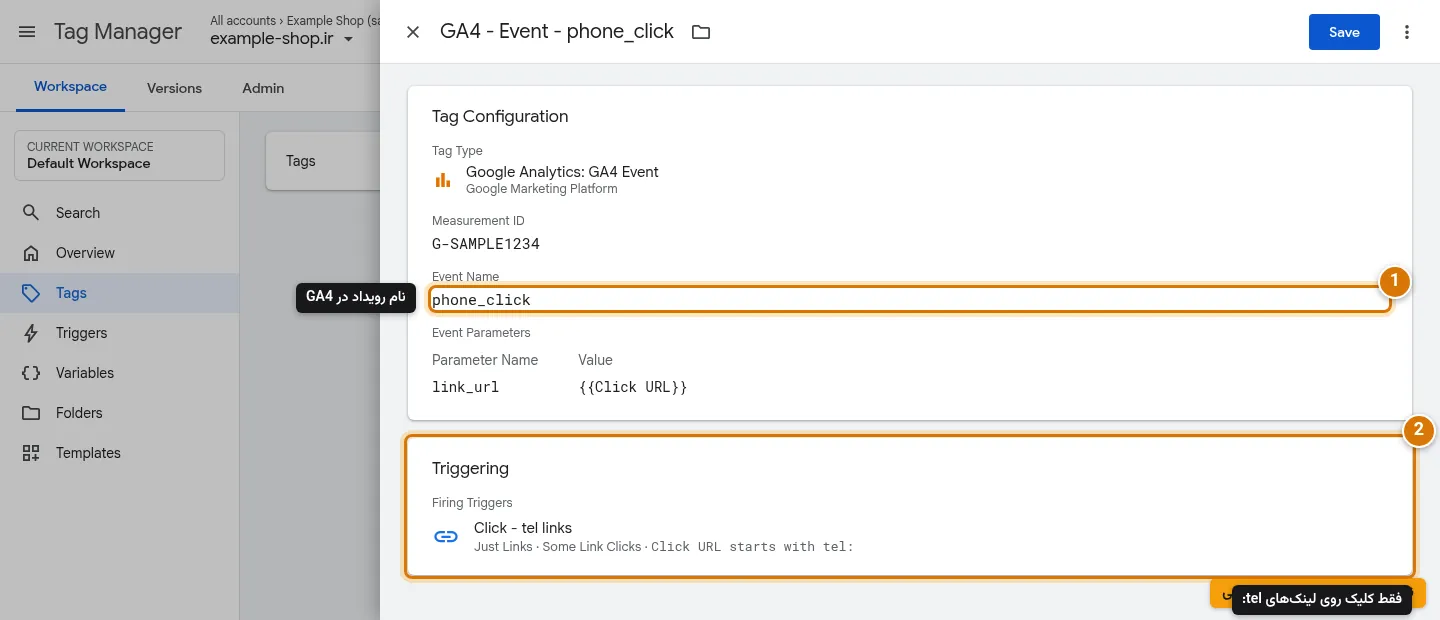 Tag Manager
All accounts › Example Shop (sa
example-shop.ir
GA4 - Event - phone_click
Save
Workspace
Versions
Admin
CURRENT WORKSPACE
Default Workspace
Search
Overview
Tags
Triggers
Variables
Folders
Templates
Tags
Tag Configuration
Tag Type
Google Analytics: GA4 Event
Google Marketing Platform
Measurement ID
G-SAMPLE1234
Event Name
phone_click
1
نام رویداد در GA4
Event Parameters
Parameter Name Value
link_url {{Click URL}}
2
Triggering
Firing Triggers
Click - tel links
Just Links · Some Link Clicks · Click URL starts with tel:
فقط کلیک روی لینک‌های tel: